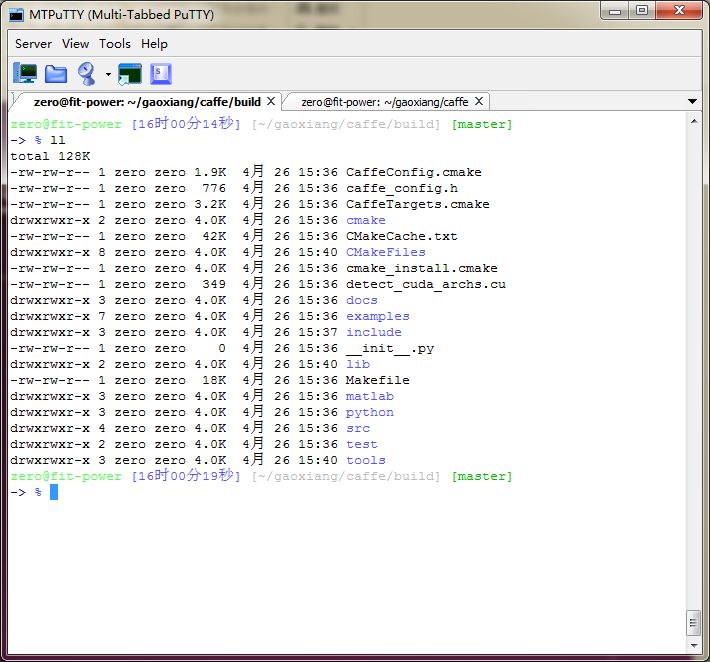 MTPuTTY (Multi-Tabbed PuTTY)
Server View Tools Help
zero@fit-power: ~/gaoxiang/caffe/build X zero@fit-power: ~/gaoxiang/caffe X
zero@fit-power [16时00分14秒] [~/gaoxiang/caffe/build] [master]
-> % ll
total 128K
-rw-rw-r-- 1 zero zero 1.9K 4月 26 15:36 CaffeConfig.cmake
-rw-rw-r-- 1 zero zero 776 4月 26 15:36 caffe_config.h
-rw-rw-r-- 1 zero zero 3.2K 4月 26 15:36 CaffeTargets.cmake
drwxrwxr-x 2 zero zero 4.0K 4月 26 15:36 cmake
-rw-rw-r-- 1 zero zero 42K 4月 26 15:36 CMakeCache.txt
drwxrwxr-x 8 zero zero 4.0K 4月 26 15:40 CMakeFiles
-rw-rw-r-- 1 zero zero 4.0K 4月 26 15:36 cmake_install.cmake
-rw-rw-r-- 1 zero zero 349 4月 26 15:36 detect_cuda_archs.cu
drwxrwxr-x 3 zero zero 4.0K 4月 26 15:36 docs
drwxrwxr-x 7 zero zero 4.0K 4月 26 15:36 examples
drwxrwxr-x 3 zero zero 4.0K 4月 26 15:37 include
-rw-rw-r-- 1 zero zero 0 4月 26 15:36 __init__.py
drwxrwxr-x 2 zero zero 4.0K 4月 26 15:40 lib
-rw-rw-r-- 1 zero zero 18K 4月 26 15:36 Makefile
drwxrwxr-x 3 zero zero 4.0K 4月 26 15:36 matlab
drwxrwxr-x 3 zero zero 4.0K 4月 26 15:36 python
drwxrwxr-x 4 zero zero 4.0K 4月 26 15:36 src
drwxrwxr-x 2 zero zero 4.0K 4月 26 15:36 test
drwxrwxr-x 3 zero zero 4.0K 4月 26 15:40 tools
zero@fit-power [16时00分19秒] [~/gaoxiang/caffe/build] [master]
-> %